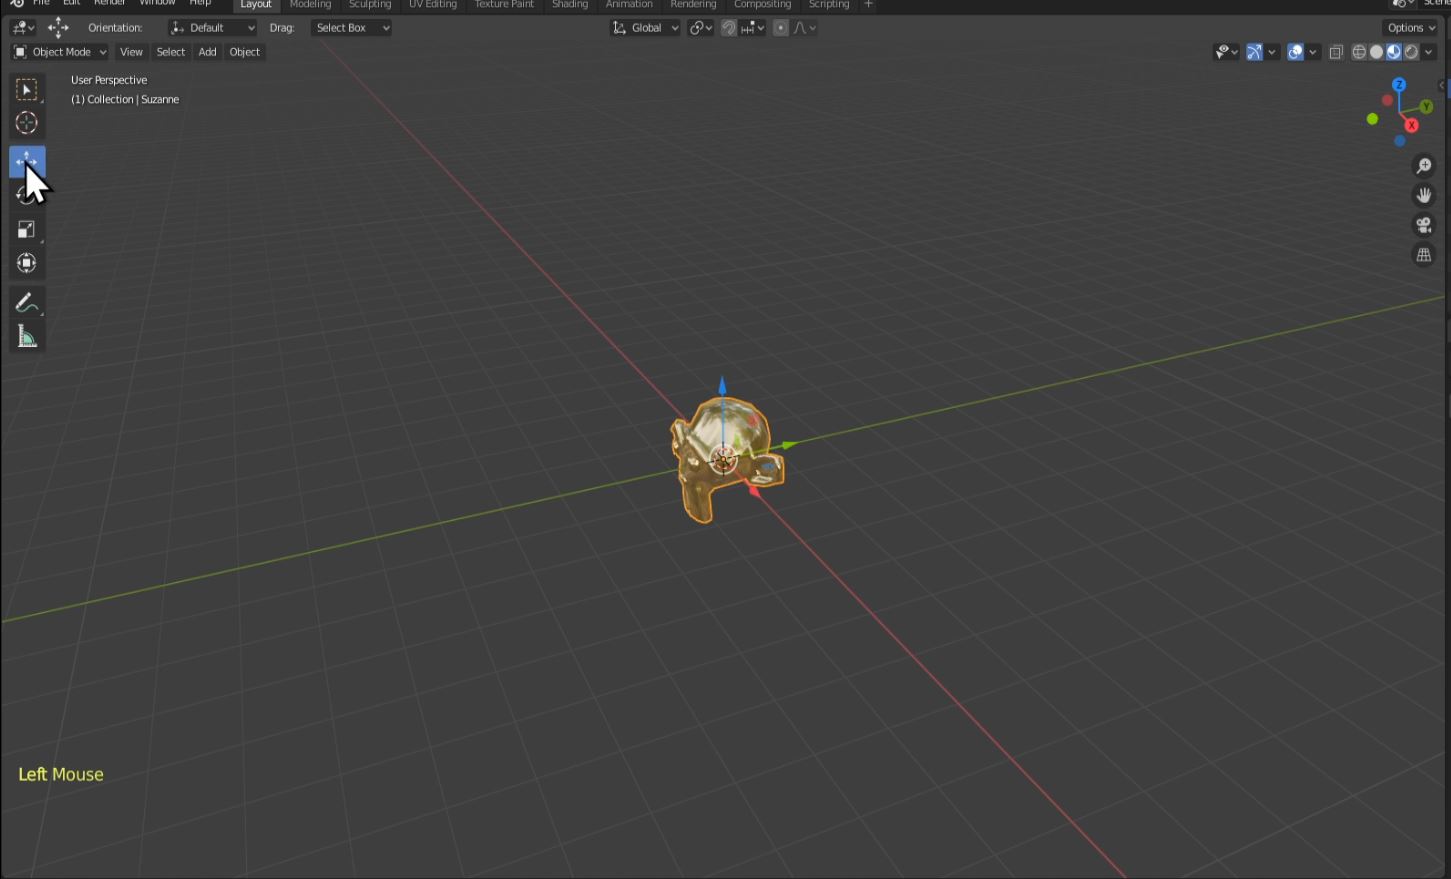 File Edit Render Window Help Layout Modeling Sculpting UV Editing Texture Paint Shading Animation Rendering Compositing Scripting + Scene
Orientation: Default Drag: Select Box Global Options
Object Mode View Select Add Object
User Perspective
(1) Collection | Suzanne
Z
Y
X
Left Mouse